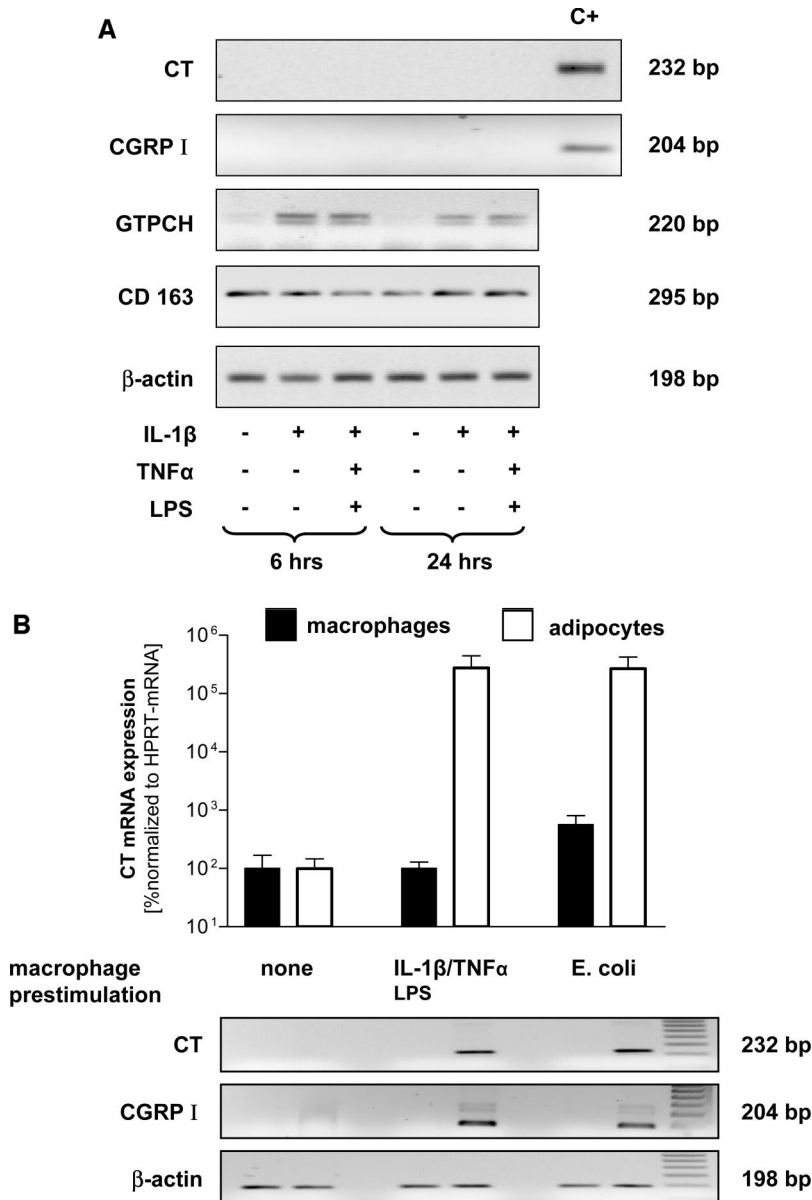 A
C+
CT 232 bp
CGRP I 204 bp
GTPCH 220 bp
CD 163 295 bp
β-actin 198 bp
IL-1β - + + - + +
TNFα - - + - - +
LPS - - + - - +
6 hrs 24 hrs
B
macrophages adipocytes
CT mRNA expression
[%normalized to HPRT-mRNA]
10⁶
10⁵
10⁴
10³
10²
10¹
macrophage prestimulation
none
IL-1β/TNFα
LPS
E. coli
CT 232 bp
CGRP I 204 bp
β-actin 198 bp